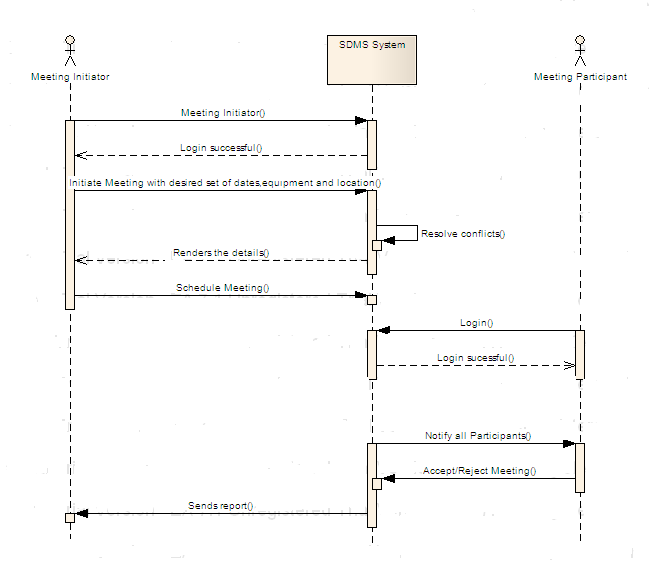 SDMS System
Meeting Initiator
Meeting Participant
Meeting Initiator()
Login successful()
Initiate Meeting with desired set of dates,equipment and location()
Resolve conflicts()
Renders the details()
Schedule Meeting()
Login()
Login sucessful()
Notify all Participants()
Accept/Reject Meeting()
Sends report()